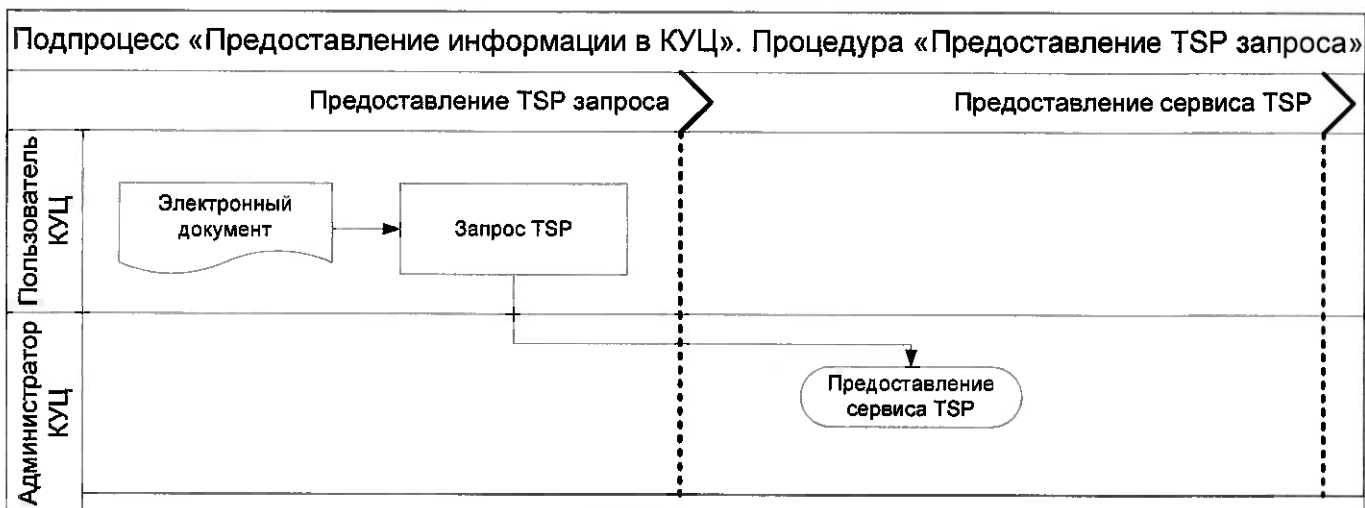 Подпроцесс «Предоставление информации в КУЦ». Процедура «Предоставление TSP запроса»
Предоставление TSP запроса
Предоставление сервиса TSP
Пользователь
КУЦ
Электронный
документ
Запрос TSP
Администратор
КУЦ
Предоставление
сервиса TSP